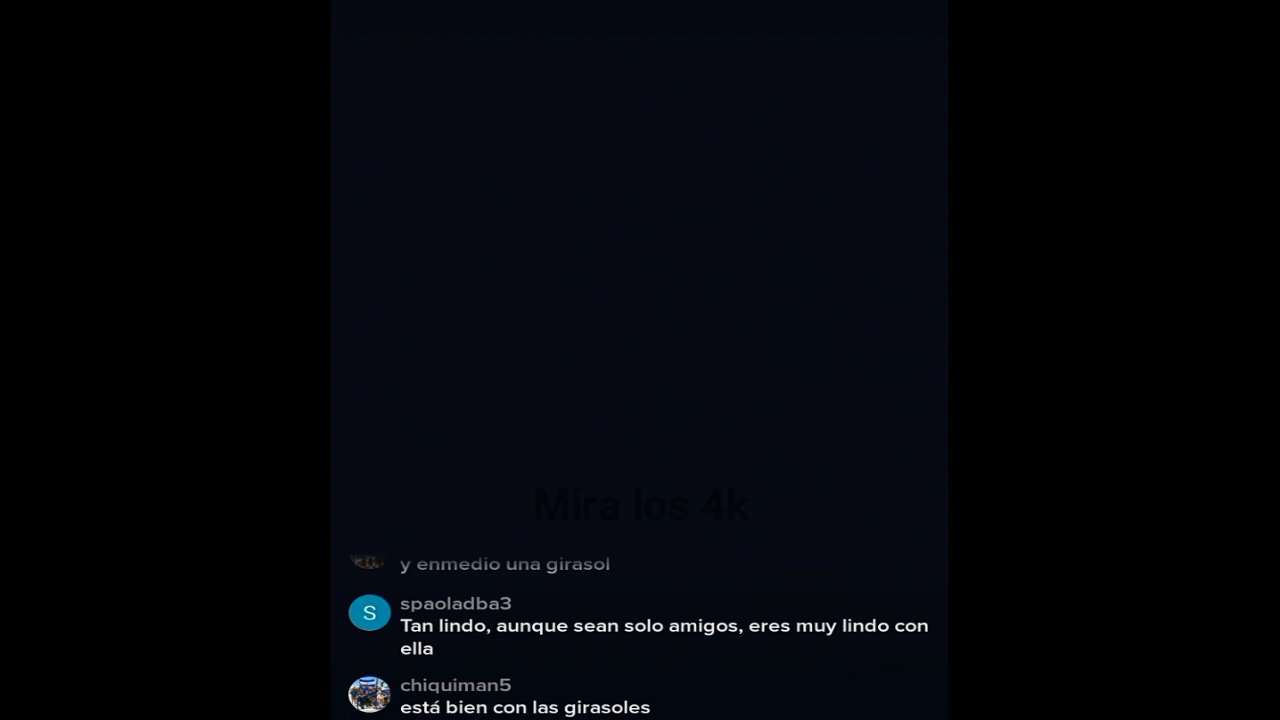 Mira los 4k
y enmedio una girasol
S
spaoladba3
Tan lindo, aunque sean solo amigos, eres muy lindo con
ella
chiquiman5
está bien con las girasoles